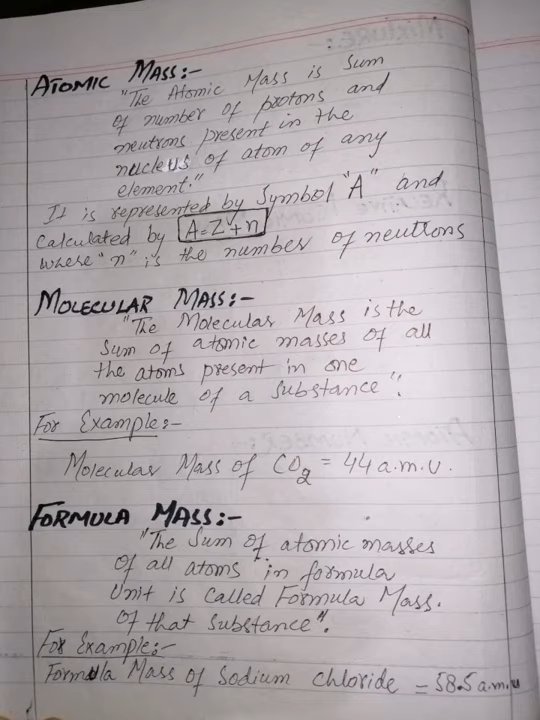 ATOMIC MASS:-
"The Atomic Mass is sum
of number of protons and
neutrons present in the
nucleus of atom of any
element."
It is represented by Symbol "A" and
Calculated by A=Z+n
where "n" is the number of neutrons
MOLECULAR MASS:-
"The Molecular Mass is the
Sum of atomic masses of all
the atoms present in one
molecule of a substance".
For Example:-
Molecular Mass of CO₂ = 44 a.m.u.
FORMULA MASS:-
"The Sum of atomic masses
of all atoms in formula
Unit is called Formula Mass.
Of that substance".
For Example:-
Formula Mass of Sodium chloride = 58.5 a.m.u